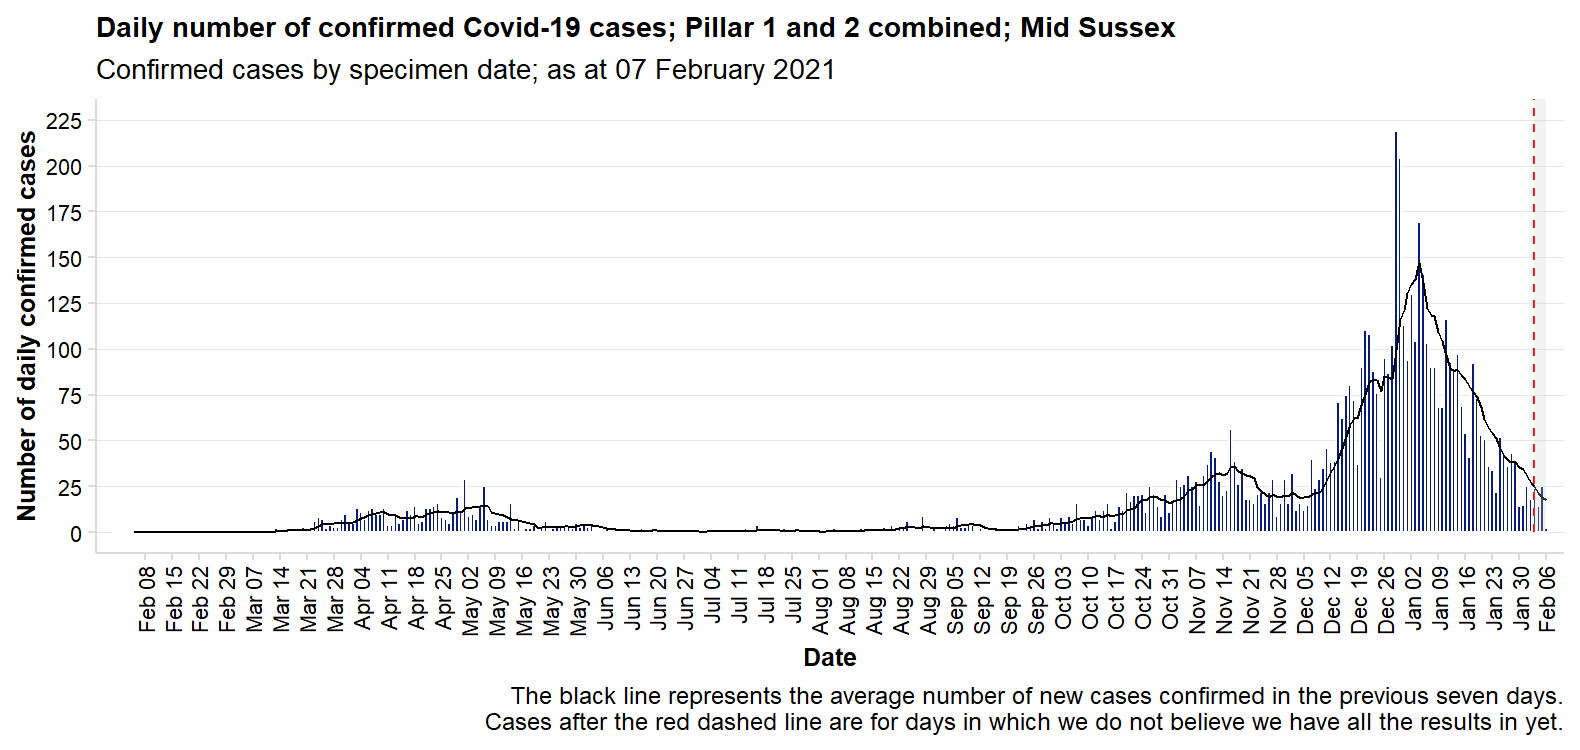 Daily number of confirmed Covid-19 cases; Pillar 1 and 2 combined; Mid Sussex
Confirmed cases by specimen date; as at 07 February 2021
Number of daily confirmed cases
225
200
175
150
125
100
75
50
25
0
Feb 08
Feb 15
Feb 22
Feb 29
Mar 07
Mar 14
Mar 21
Mar 28
Apr 04
Apr 11
Apr 18
Apr 25
May 02
May 09
May 16
May 23
May 30
Jun 06
Jun 13
Jun 20
Jun 27
Jul 04
Jul 11
Jul 18
Jul 25
Aug 01
Aug 08
Aug 15
Aug 22
Aug 29
Sep 05
Sep 12
Sep 19
Sep 26
Oct 03
Oct 10
Oct 17
Oct 24
Oct 31
Nov 07
Nov 14
Nov 21
Nov 28
Dec 05
Dec 12
Dec 19
Dec 26
Jan 02
Jan 09
Jan 16
Jan 23
Jan 30
Feb 06
Date
The black line represents the average number of new cases confirmed in the previous seven days.
Cases after the red dashed line are for days in which we do not believe we have all the results in yet.